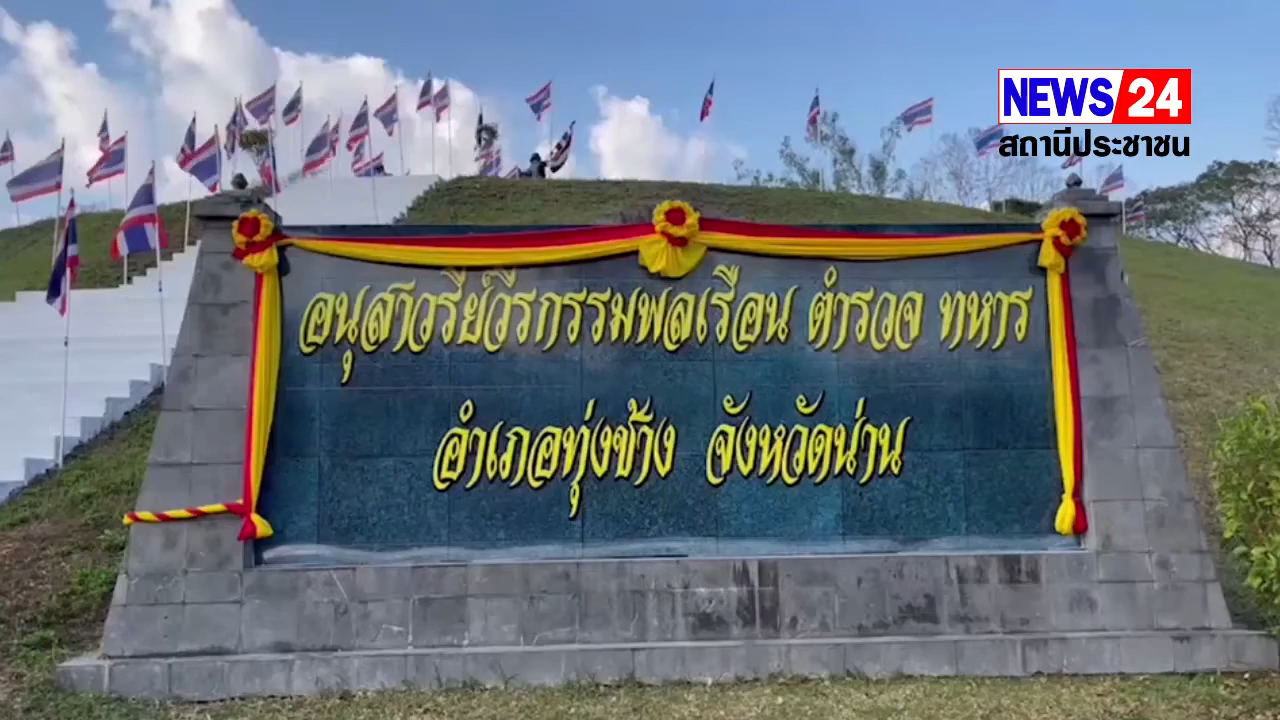 NEWS 24
สถานีประชาชน
อนุสาวรีย์วีรกรรมพลเรือน ตำรวจ ทหาร
อำเภอทุ่งช้าง จังหวัดน่าน